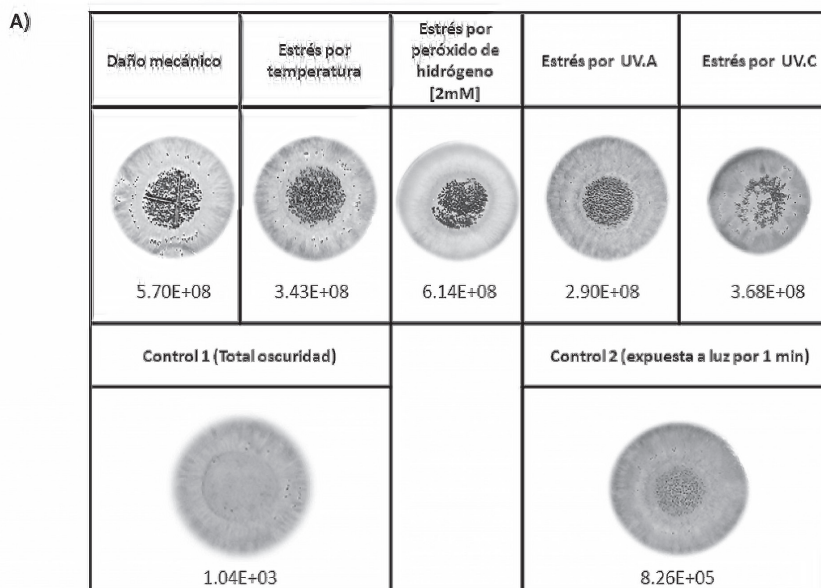 A)
Daño mecánico
Estrés por
temperatura
Estrés por
peróxido de
hidrógeno
[2mM]
Estrés por UV.A
Estrés por UV.C
5.70E+08
3.43E+08
6.14E+08
2.90E+08
3.68E+08
Control 1 (Total oscuridad)
Control 2 (expuesta a luz por 1 min)
1.04E+03
8.26E+05